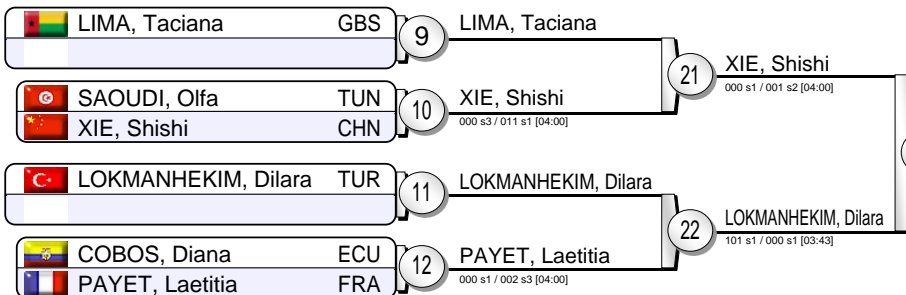 LIMA, Taciana GBS
9
LIMA, Taciana
SAOUDI, Olfa TUN
XIE, Shishi CHN
10
XIE, Shishi
000 s3 / 011 s1 [04:00]
21
XIE, Shishi
000 s1 / 001 s2 [04:00]
LOKMANHEKIM, Dilara TUR
11
LOKMANHEKIM, Dilara
COBOS, Diana ECU
PAYET, Laetitia FRA
12
PAYET, Laetitia
000 s1 / 002 s3 [04:00]
22
LOKMANHEKIM, Dilara
101 s1 / 000 s1 [03:43]